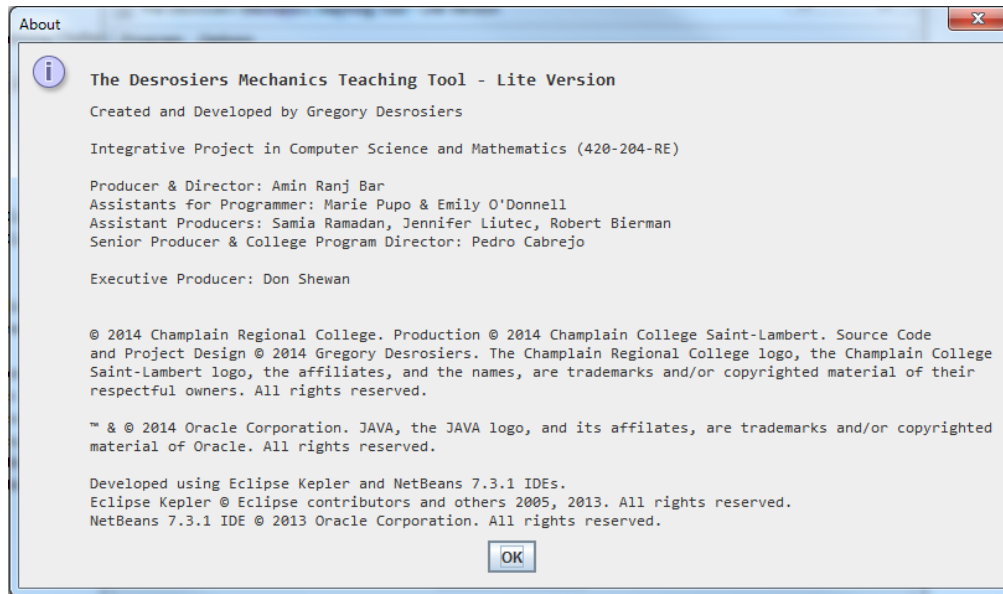 About
The Desrosiers Mechanics Teaching Tool - Lite Version
Created and Developed by Gregory Desrosiers
Integrative Project in Computer Science and Mathematics (420-204-RE)
Producer & Director: Amin Ranj Bar
Assistants for Programmer: Marie Pupo & Emily O'Donnell
Assistant Producers: Samia Ramadan, Jennifer Liutec, Robert Bierman
Senior Producer & College Program Director: Pedro Cabrejo
Executive Producer: Don Shewan
© 2014 Champlain Regional College. Production © 2014 Champlain College Saint-Lambert. Source Code
and Project Design © 2014 Gregory Desrosiers. The Champlain Regional College logo, the Champlain College
Saint-Lambert logo, the affiliates, and the names, are trademarks and/or copyrighted material of their
respectful owners. All rights reserved.
™ & © 2014 Oracle Corporation. JAVA, the JAVA logo, and its affilates, are trademarks and/or copyrighted
material of Oracle. All rights reserved.
Developed using Eclipse Kepler and NetBeans 7.3.1 IDEs.
Eclipse Kepler © Eclipse contributors and others 2005, 2013. All rights reserved.
NetBeans 7.3.1 IDE © 2013 Oracle Corporation. All rights reserved.
OK